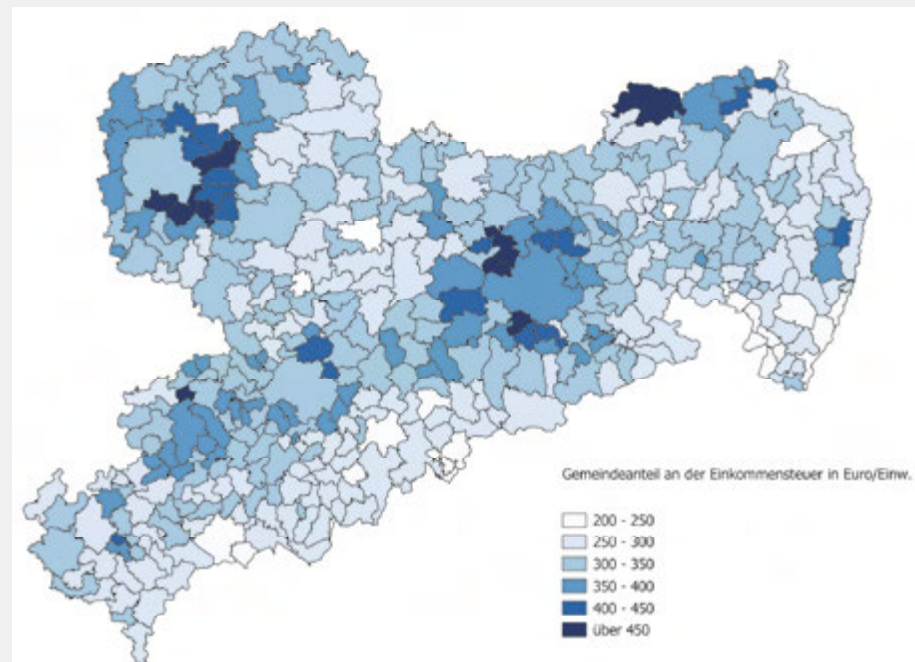 Gemeindeanteil an der Einkommensteuer in Euro/Einw.
200 - 250
250 - 300
300 - 350
350 - 400
400 - 450
über 450